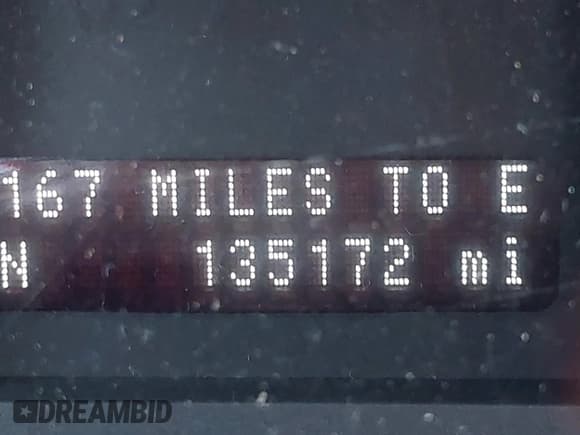 167 MILES TO E
N 135172 mi
DREAMBID